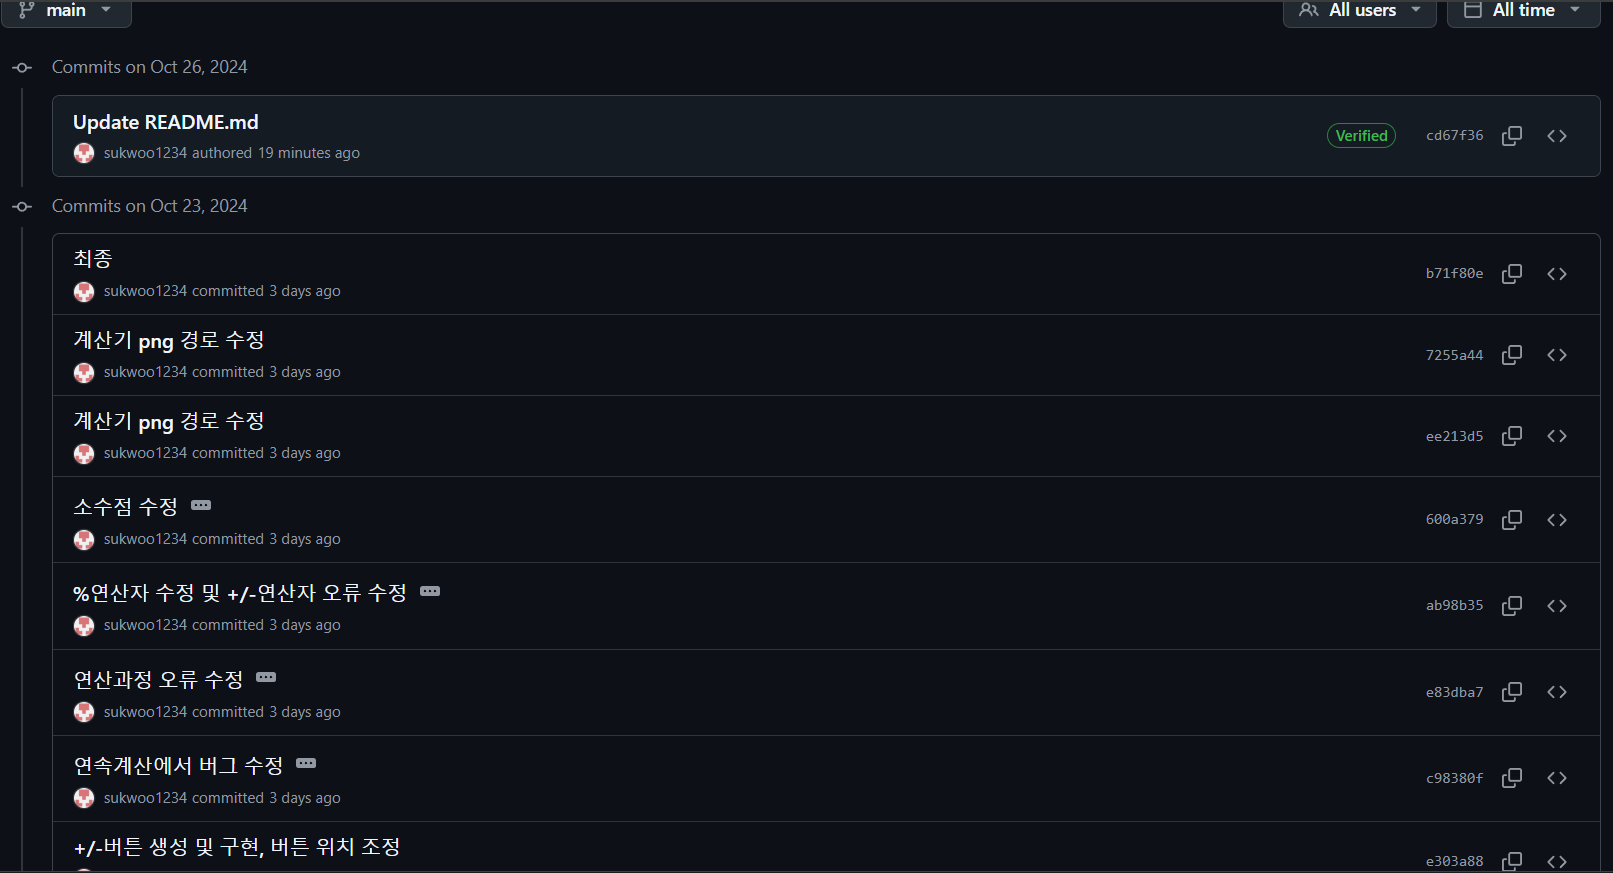 main All users All time
Commits on Oct 26, 2024
Update README.md
sukwoo1234 authored 19 minutes ago
Verified cd67f36
Commits on Oct 23, 2024
최종
sukwoo1234 committed 3 days ago
b71f80e
계산기 png 경로 수정
sukwoo1234 committed 3 days ago
7255a44
계산기 png 경로 수정
sukwoo1234 committed 3 days ago
ee213d5
소수점 수정
sukwoo1234 committed 3 days ago
600a379
%연산자 수정 및 +/-연산자 오류 수정
sukwoo1234 committed 3 days ago
ab98b35
연산과정 오류 수정
sukwoo1234 committed 3 days ago
e83dba7
연속계산에서 버그 수정
sukwoo1234 committed 3 days ago
c98380f
+/-버튼 생성 및 구현, 버튼 위치 조정
e303a88